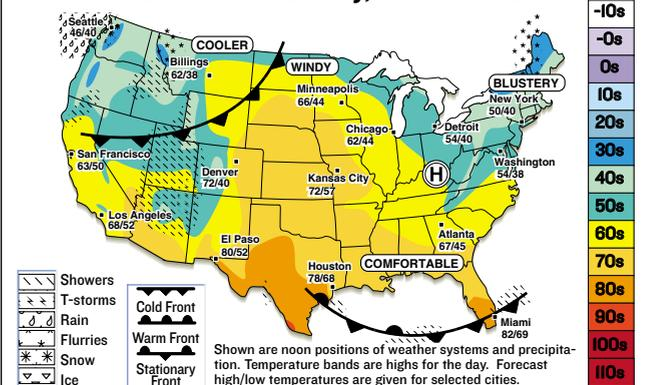 -10s
-0s
0s
10s
20s
30s
40s
50s
60s
70s
80s
90s
100s
110s
Seattle
46/40
COOLER
Billings
62/38
WINDY
Minneapolis
66/44
BLUSTERY
New York
50/40
Chicago
62/44
Detroit
54/40
San Francisco
63/50
Denver
72/40
Kansas City
72/57
H
Washington
54/38
Los Angeles
68/52
El Paso
80/52
Atlanta
67/45
Houston
78/68
COMFORTABLE
Miami
82/69
Showers
T-storms
Rain
Flurries
Snow
Ice
Cold Front
Warm Front
Stationary
Front
Shown are noon positions of weather systems and precipita-
tion. Temperature bands are highs for the day. Forecast
high/low temperatures are given for selected cities.